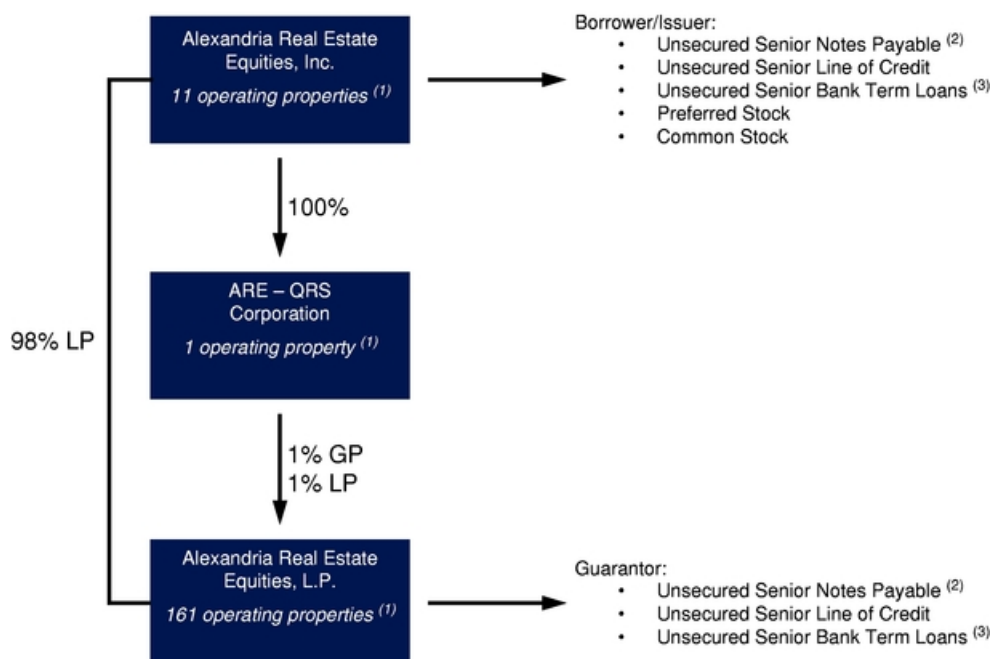 Alexandria Real Estate
Equities, Inc.
11 operating properties (1)
Borrower/Issuer:
• Unsecured Senior Notes Payable (2)
• Unsecured Senior Line of Credit
• Unsecured Senior Bank Term Loans (3)
• Preferred Stock
• Common Stock
100%
ARE – QRS
Corporation
1 operating property (1)
98% LP
1% GP
1% LP
Alexandria Real Estate
Equities, L.P.
161 operating properties (1)
Guarantor:
• Unsecured Senior Notes Payable (2)
• Unsecured Senior Line of Credit
• Unsecured Senior Bank Term Loans (3)